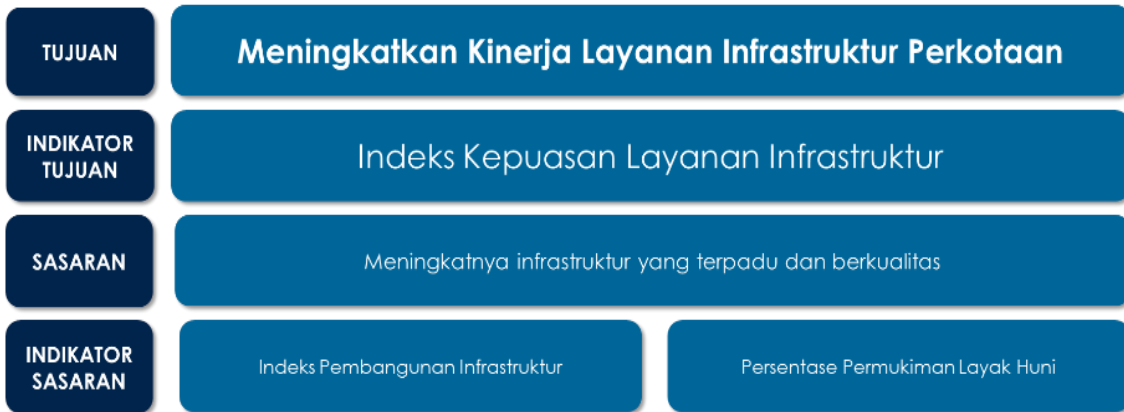 TUJUAN
Meningkatkan Kinerja Layanan Infrastruktur Perkotaan
INDIKATOR
TUJUAN
Indeks Kepuasan Layanan Infrastruktur
SASARAN
Meningkatnya infrastruktur yang terpadu dan berkualitas
INDIKATOR
SASARAN
Indeks Pembangunan Infrastruktur
Persentase Permukiman Layak Huni